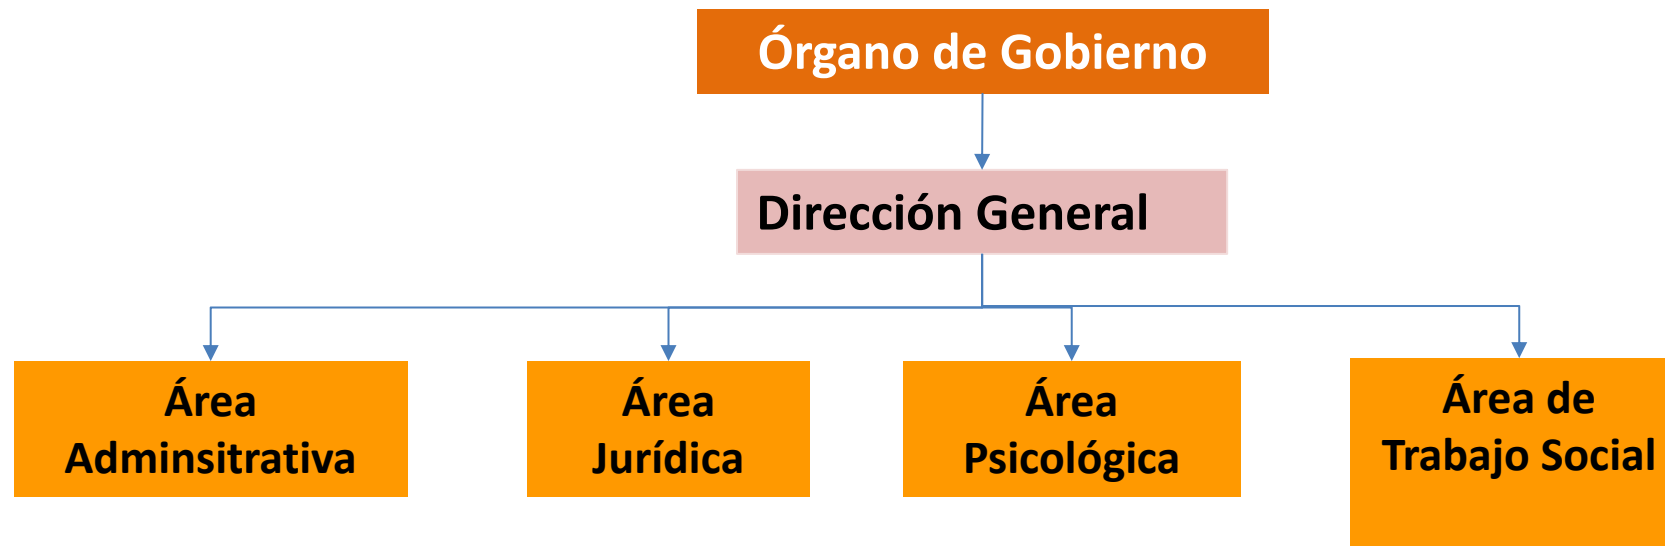 Órgano de Gobierno
Dirección General
Área
Adminsitrativa
Área
Jurídica
Área
Psicológica
Área de
Trabajo Social